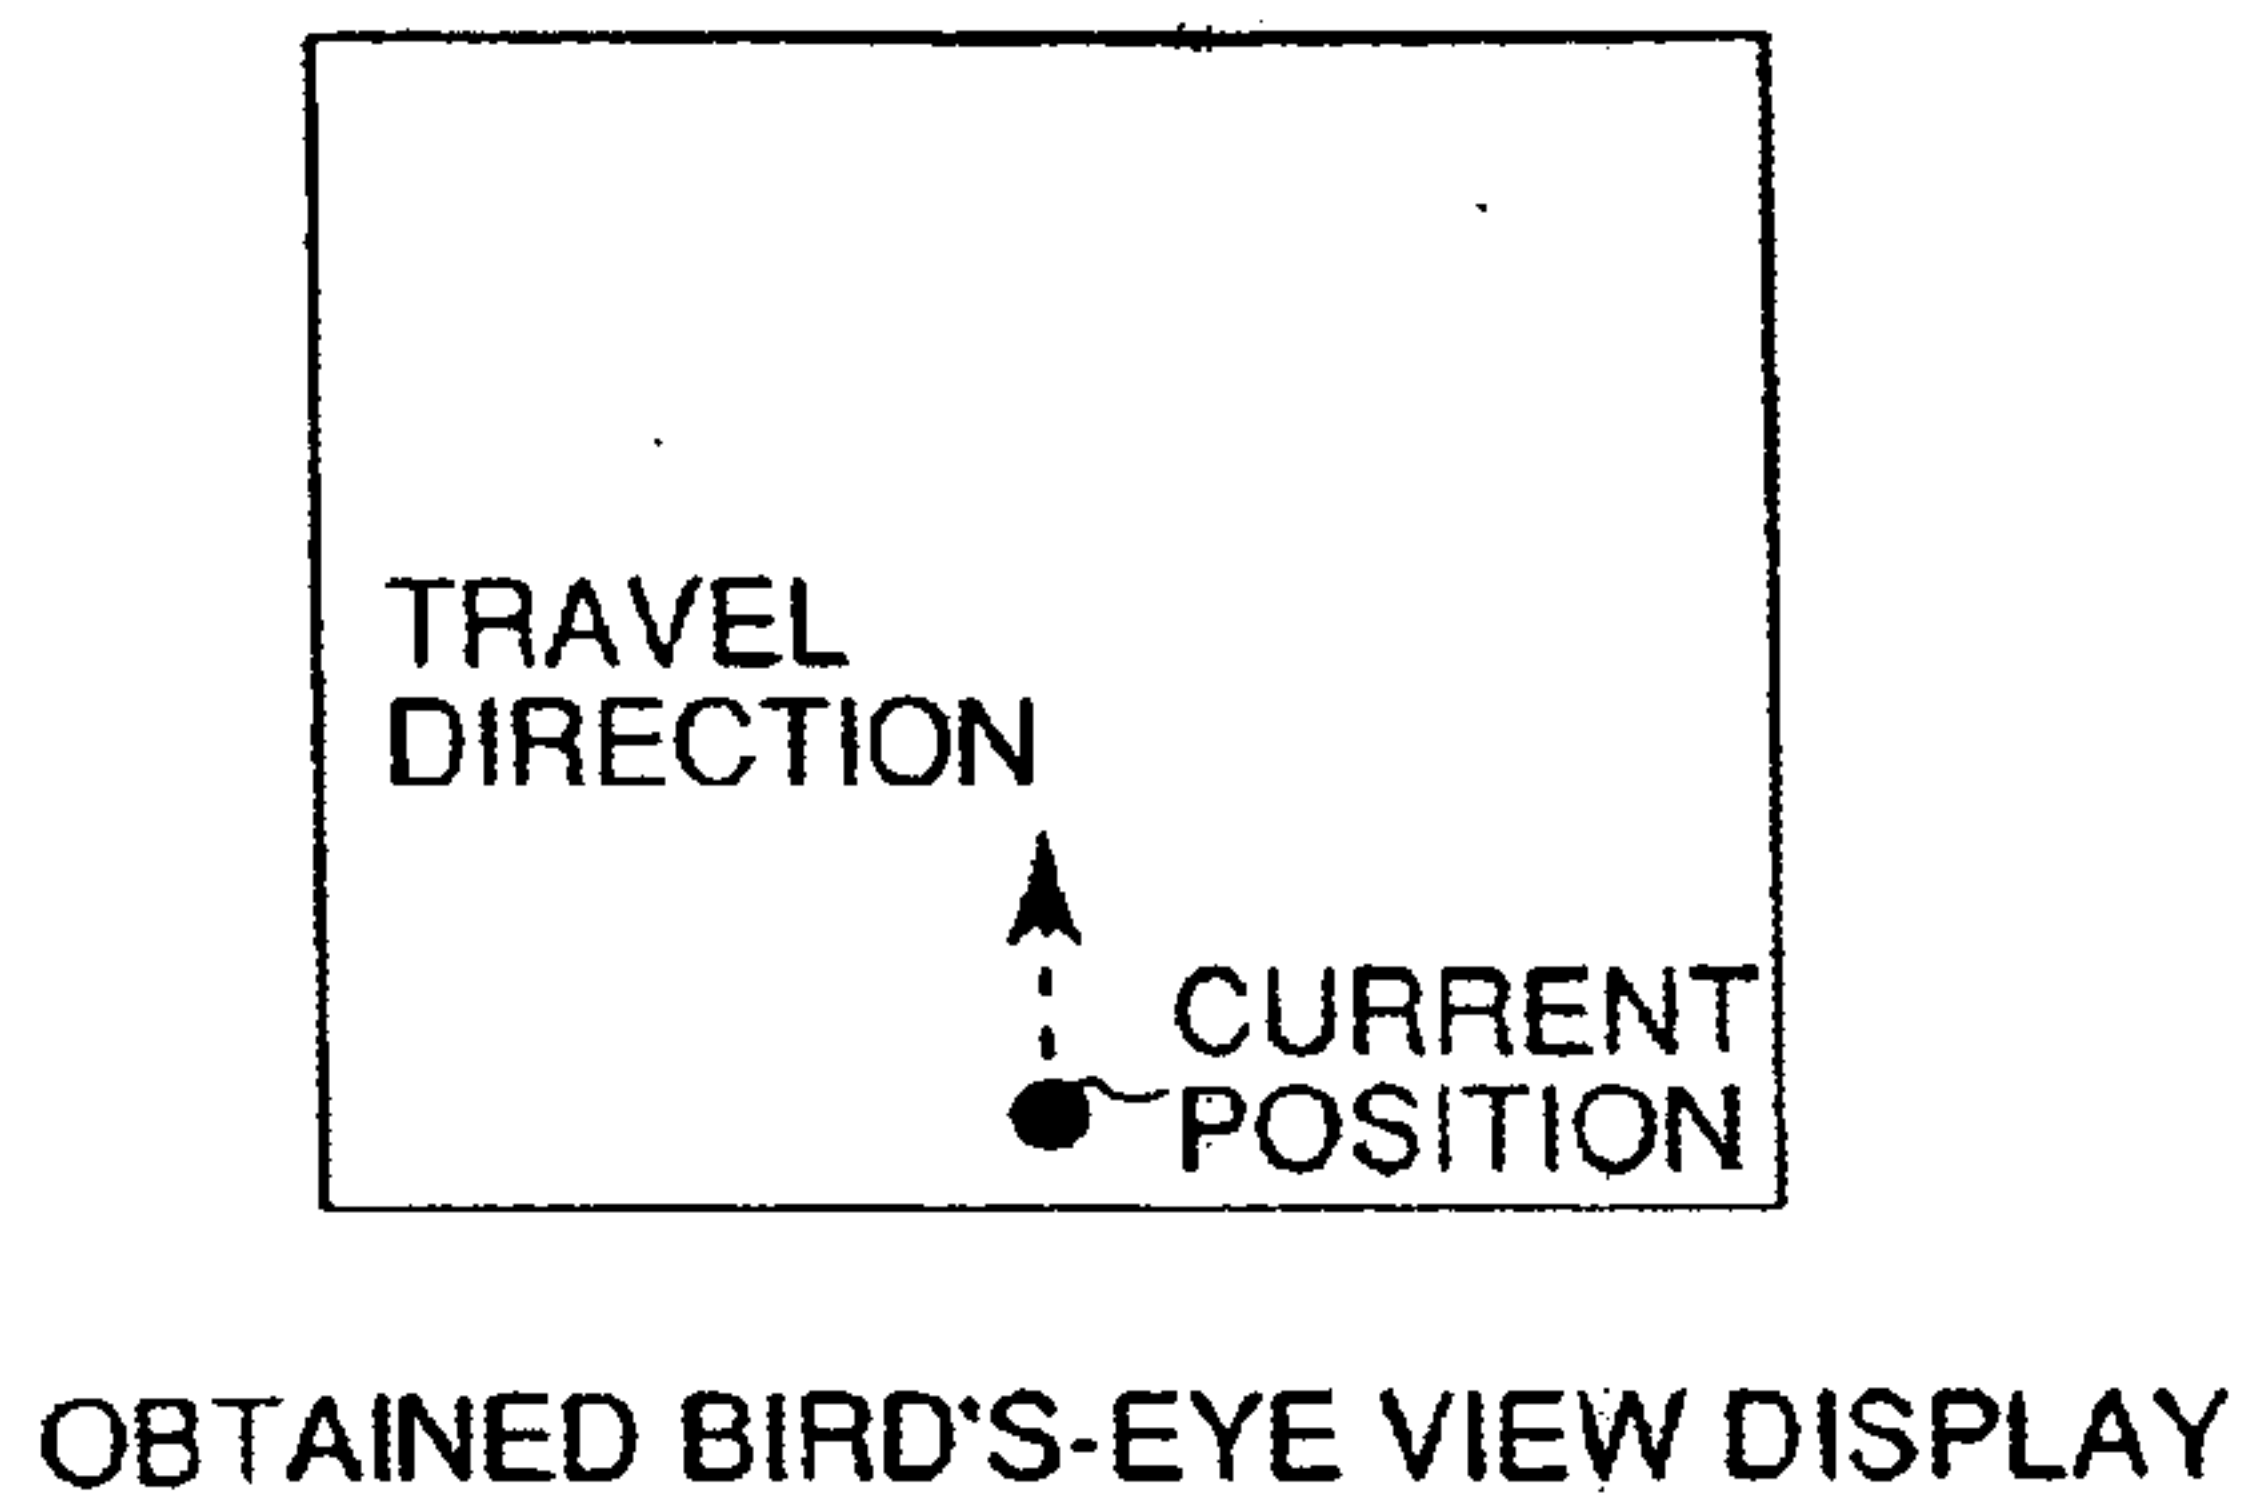 TRAVEL
DIRECTION
CURRENT
POSITION
OBTAINED BIRD'S-EYE VIEW DISPLAY